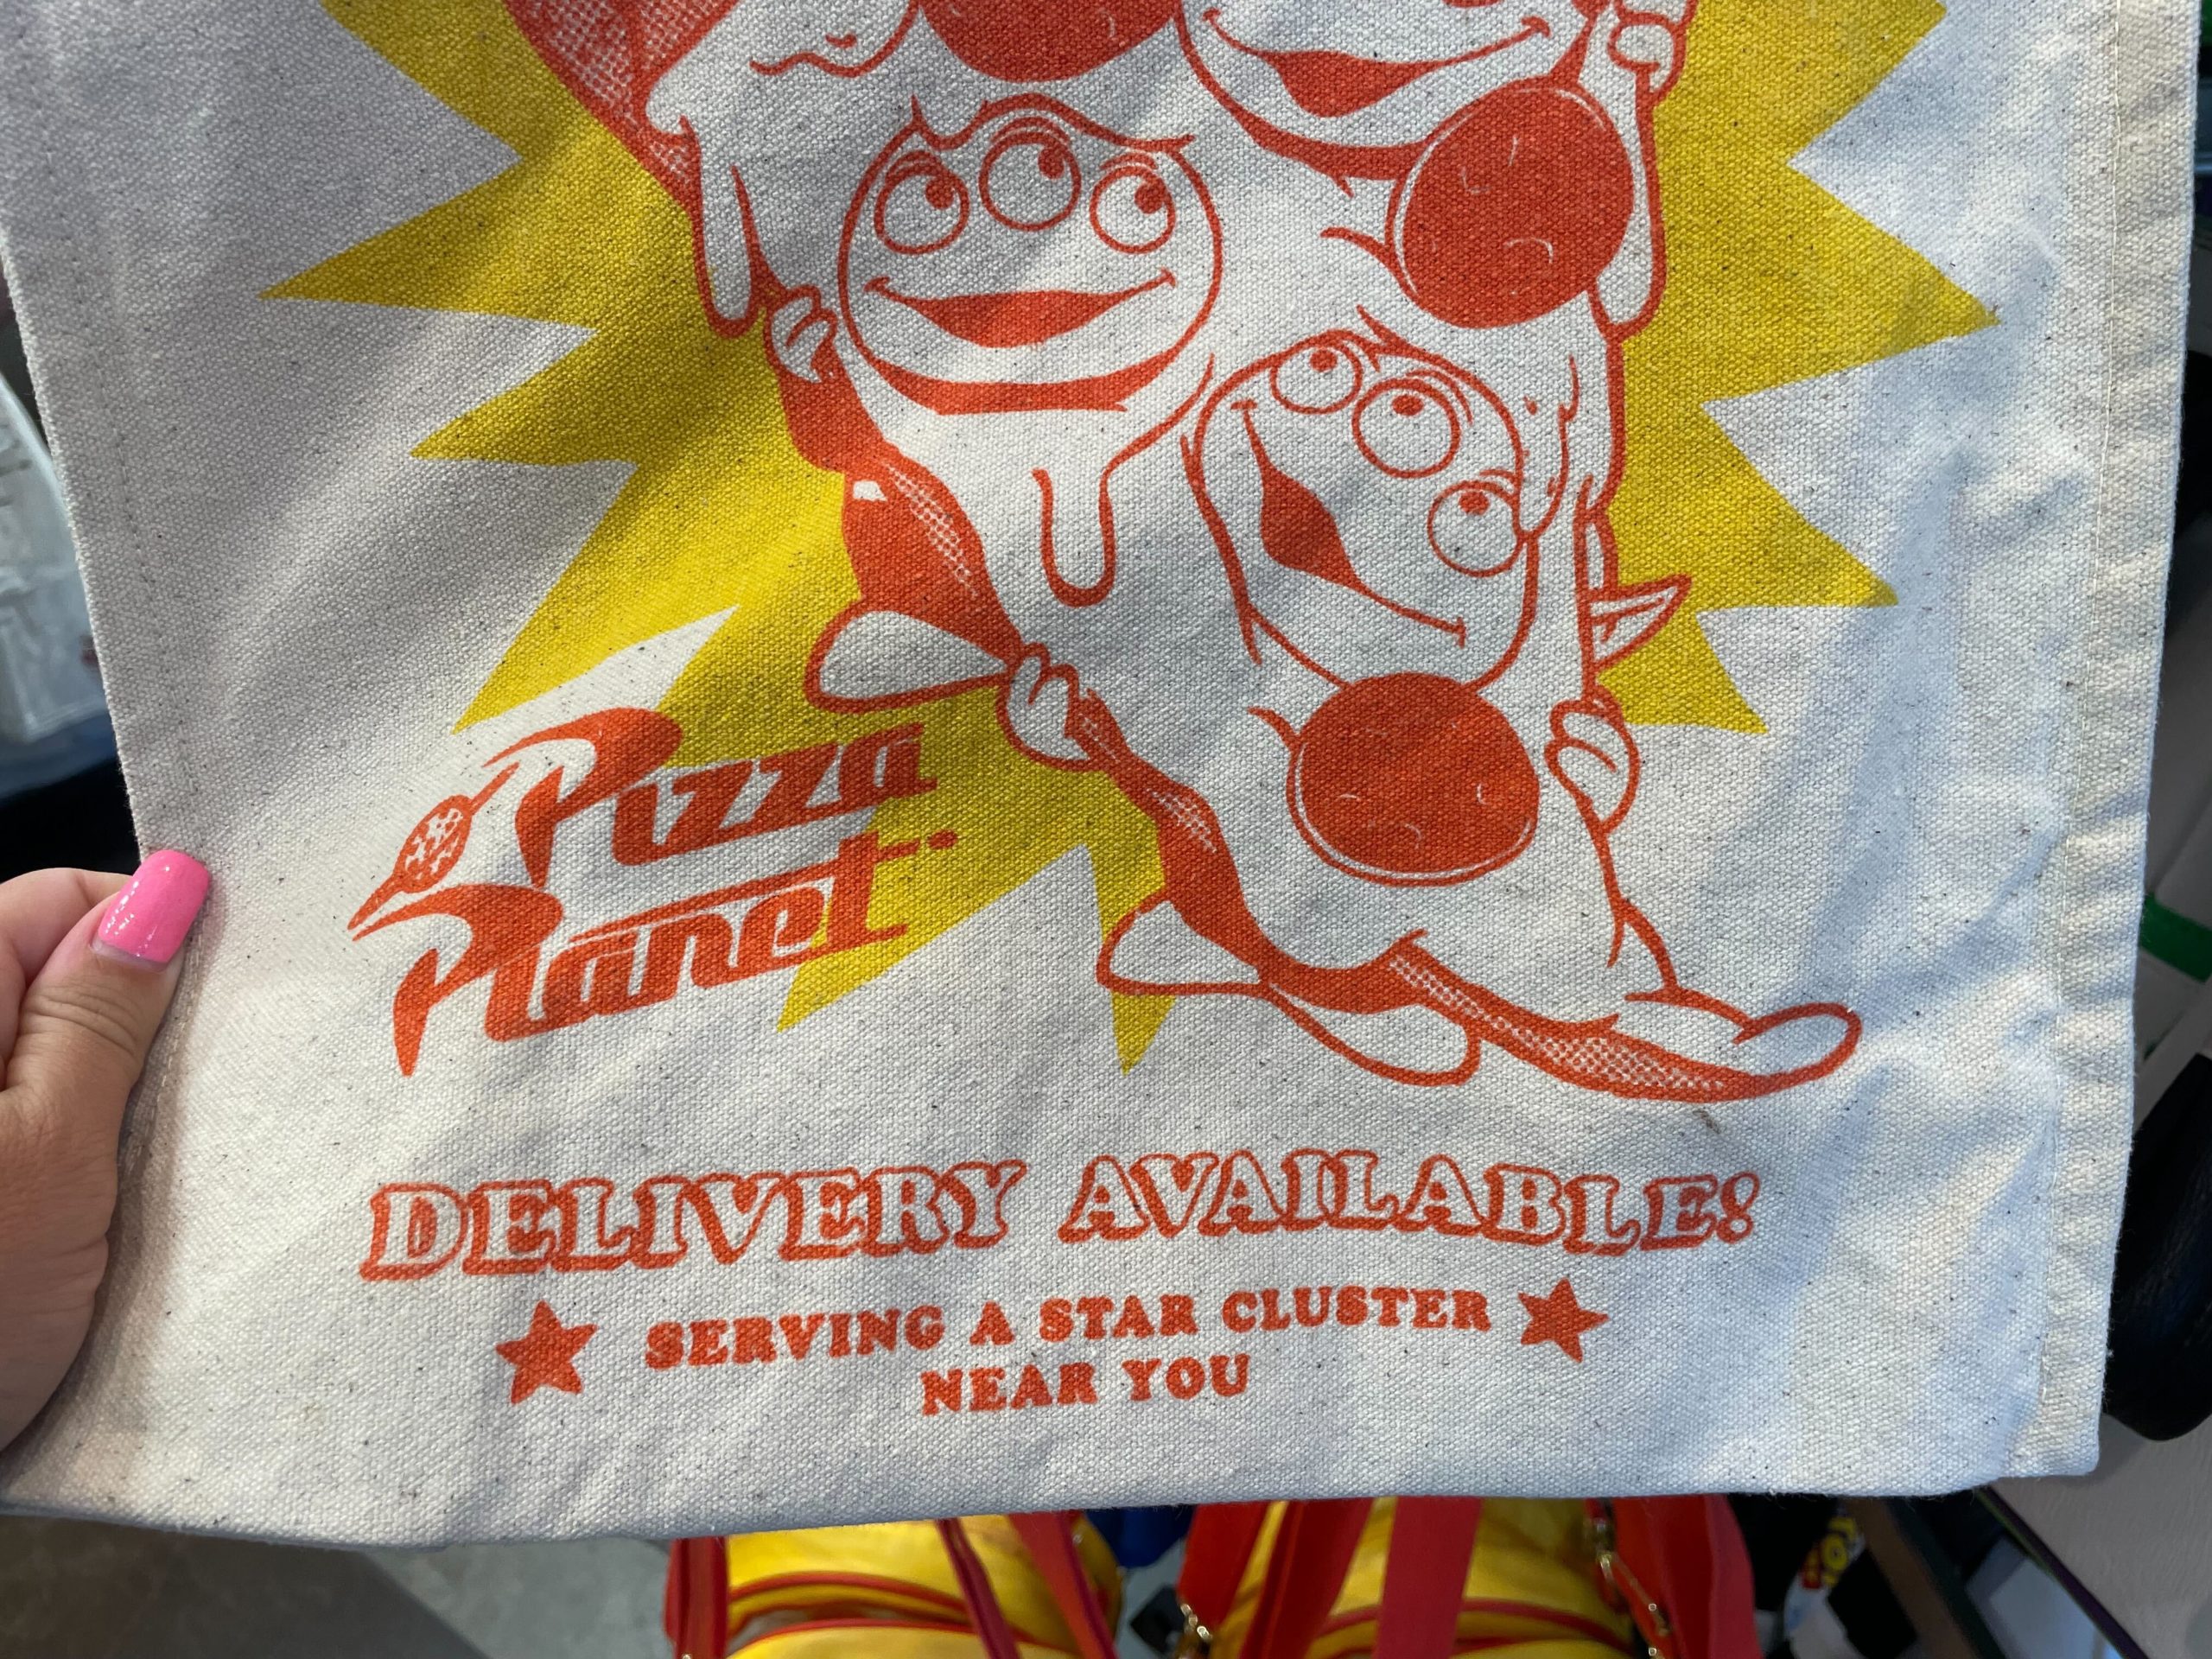 Pizza
Planet
DELIVERY AVAILABLE!
SERVING A STAR CLUSTER
NEAR YOU